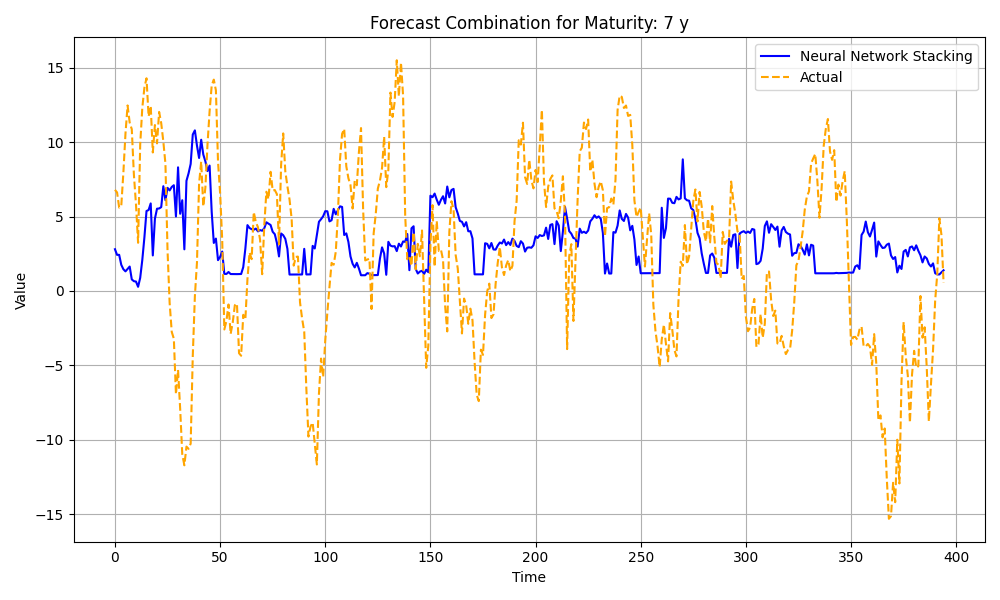 Forecast Combination for Maturity: 7 y
Neural Network Stacking
Actual
Value
15
10
5
0
−5
−10
−15
0 50 100 150 200 250 300 350 400
Time